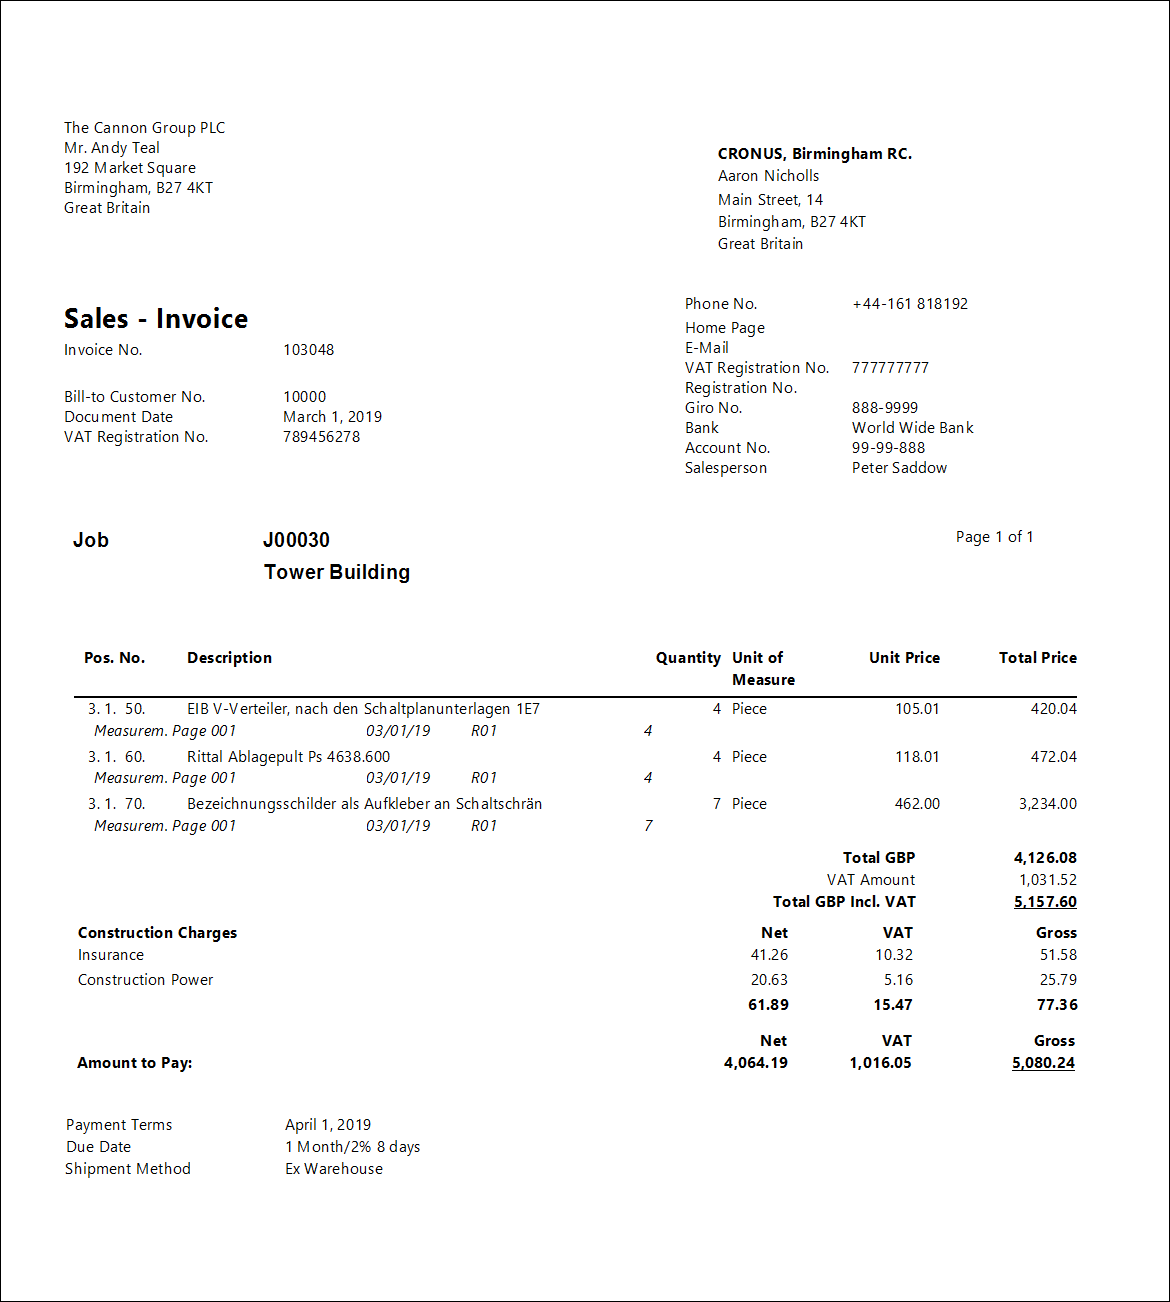 The Cannon Group PLC
Mr. Andy Teal
192 Market Square
Birmingham, B27 4KT
Great Britain
CRONUS, Birmingham RC.
Aaron Nicholls
Main Street, 14
Birmingham, B27 4KT
Great Britain
Sales - Invoice
Invoice No. 103048
Bill-to Customer No. 10000
Document Date March 1, 2019
VAT Registration No. 789456278
Phone No. +44-161 818192
Home Page
E-Mail
VAT Registration No. 777777777
Registration No.
Giro No. 888-9999
Bank World Wide Bank
Account No. 99-99-888
Salesperson Peter Saddow
Job J00030
Tower Building
Page 1 of 1
Pos. No. Description Quantity Unit of Measure Unit Price Total Price
3. 1. 50. EIB V-Verteiler, nach den Schaltplanunterlagen 1E7 4 Piece 105.01 420.04
Measurem. Page 001 03/01/19 R01 4
3. 1. 60. Rittal Ablagepult Ps 4638.600 4 Piece 118.01 472.04
Measurem. Page 001 03/01/19 R01 4
3. 1. 70. Bezeichnungsschilder als Aufkleber an Schaltschrän 7 Piece 462.00 3,234.00
Measurem. Page 001 03/01/19 R01 7
Total GBP 4,126.08
VAT Amount 1,031.52
Total GBP Incl. VAT 5,157.60
Construction Charges Net VAT Gross
Insurance 41.26 10.32 51.58
Construction Power 20.63 5.16 25.79
61.89 15.47 77.36
Net VAT Gross
Amount to Pay: 4,064.19 1,016.05 5,080.24
Payment Terms April 1, 2019
Due Date 1 Month/2% 8 days
Shipment Method Ex Warehouse